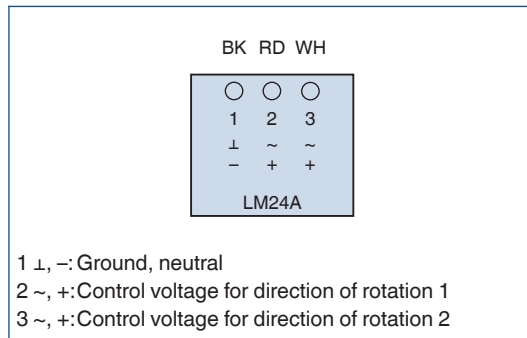 BK RD WH
1 2 3
⊥ ~ ~
– + +
LM24A
1 ⊥, –: Ground, neutral
2 ~, +: Control voltage for direction of rotation 1
3 ~, +: Control voltage for direction of rotation 2